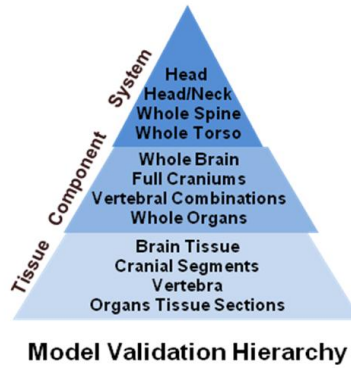 System
Head
Head/Neck
Whole Spine
Whole Torso
Component
Whole Brain
Full Craniums
Vertebral Combinations
Whole Organs
Tissue
Brain Tissue
Cranial Segments
Vertebra
Organs Tissue Sections
Model Validation Hierarchy